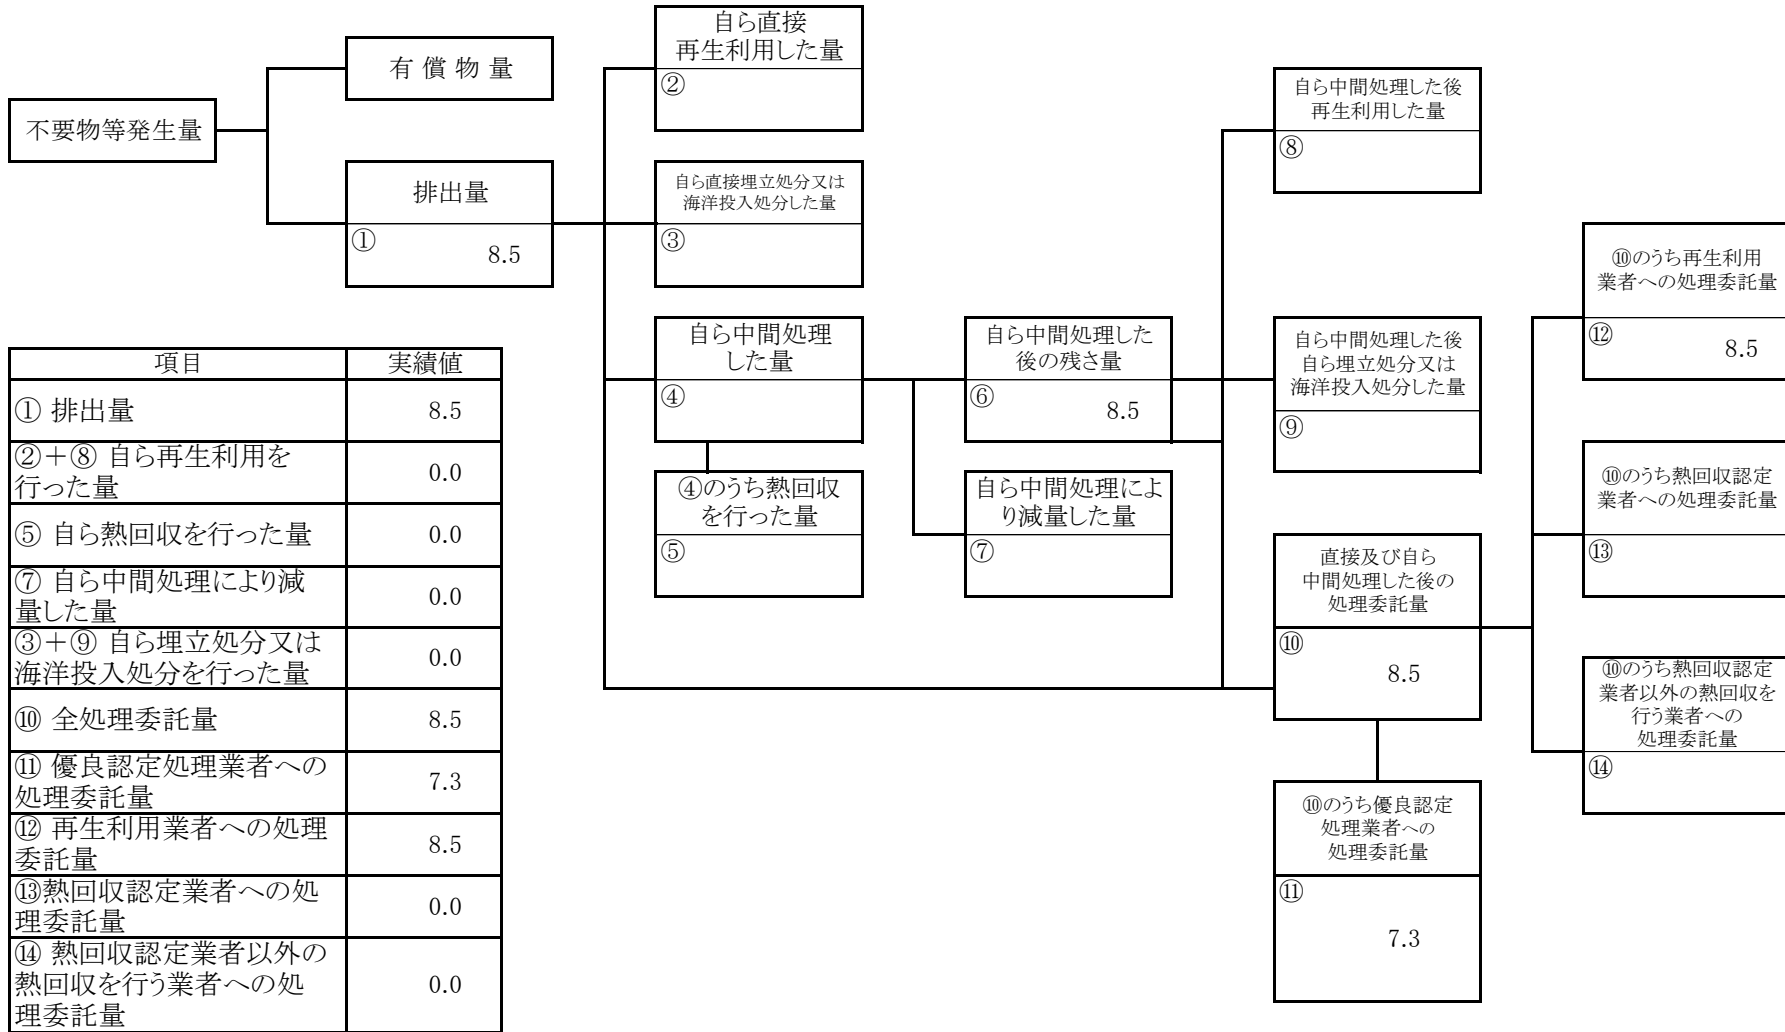 不要物等発生量
有償物量
排出量
①
8.5
自ら直接
再生利用した量
②
自ら直接埋立処分又は
海洋投入処分した量
③
自ら中間処理
した量
④
④のうち熱回収
を行った量
⑤
自ら中間処理した
後の残さ量
⑥
8.5
自ら中間処理によ
り減量した量
⑦
自ら中間処理した後
再生利用した量
⑧
自ら中間処理した後
自ら埋立処分又は
海洋投入処分した量
⑨
直接及び自ら
中間処理した後の
処理委託量
⑩
8.5
⑩のうち優良認定
処理業者への
処理委託量
⑪
7.3
⑩のうち再生利用
業者への処理委託量
⑫
8.5
⑩のうち熱回収認定
業者への処理委託量
⑬
⑩のうち熱回収認定
業者以外の熱回収を
行う業者への
処理委託量
⑭
項目 実績値
① 排出量 8.5
②+⑧ 自ら再生利用を
行った量 0.0
⑤ 自ら熱回収を行った量 0.0
⑦ 自ら中間処理により減
量した量 0.0
③+⑨ 自ら埋立処分又は
海洋投入処分を行った量 0.0
⑩ 全処理委託量 8.5
⑪ 優良認定処理業者への
処理委託量 7.3
⑫ 再生利用業者への処理
委託量 8.5
⑬熱回収認定業者への処
理委託量 0.0
⑭ 熱回収認定業者以外の
熱回収を行う業者への処
理委託量 0.0